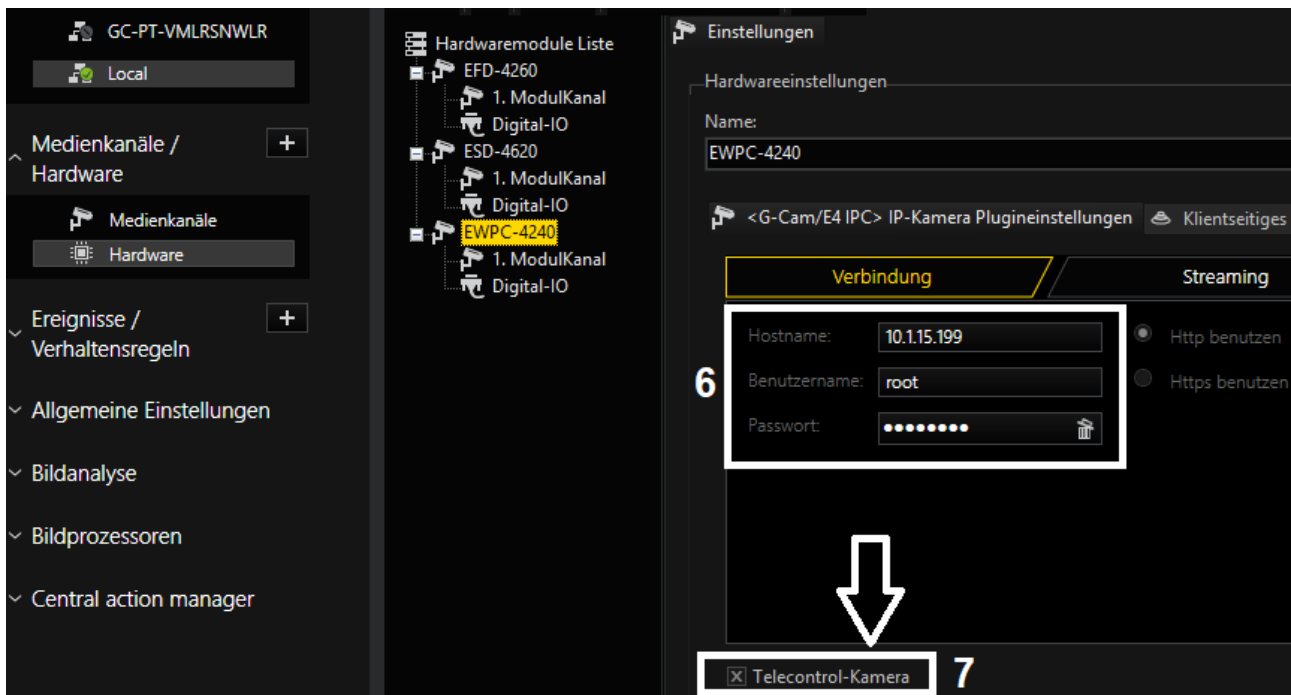 GC-PT-VMLRSNWLR
Local
Medienkanäle /
Hardware
Medienkanäle
Hardware
Ereignisse /
Verhaltensregeln
Allgemeine Einstellungen
Bildanalyse
Bildprozessoren
Central action manager
Hardwaremodule Liste
EFD-4260
1. ModulKanal
Digital-IO
ESD-4620
1. ModulKanal
Digital-IO
EWPC-4240
1. ModulKanal
Digital-IO
Einstellungen
Hardwareeinstellungen
Name:
EWPC-4240
<G-Cam/E4 IPC> IP-Kamera Plugineinstellungen Klientseitiges
Verbindung Streaming
Hostname: 10.1.15.199 Http benutzen
6 Benutzername: root Https benutzen
Passwort: ●●●●●●●●
Telecontrol-Kamera 7